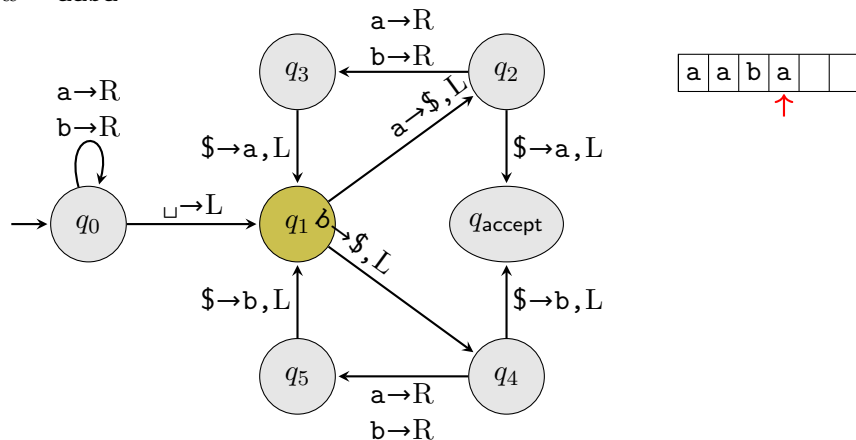 a→R
b→R
q3
q2
a a b a
a→R
b→R
$→a,L
a→$,L
$→a,L
q0
␣→L
q1
b→$,L
qaccept
$→b,L
$→b,L
q5
q4
a→R
b→R